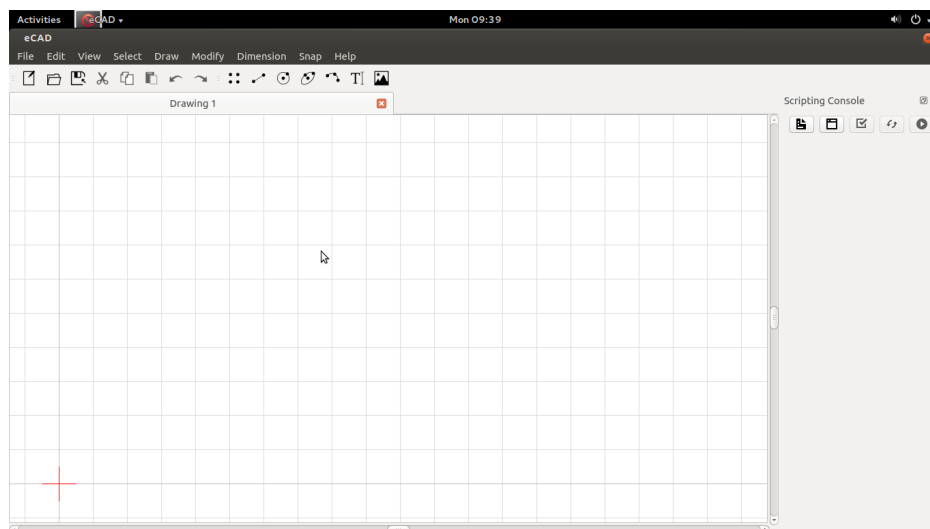 Activities eCAD Mon 09:39
eCAD
File Edit View Select Draw Modify Dimension Snap Help
T
Drawing 1 Scripting Console